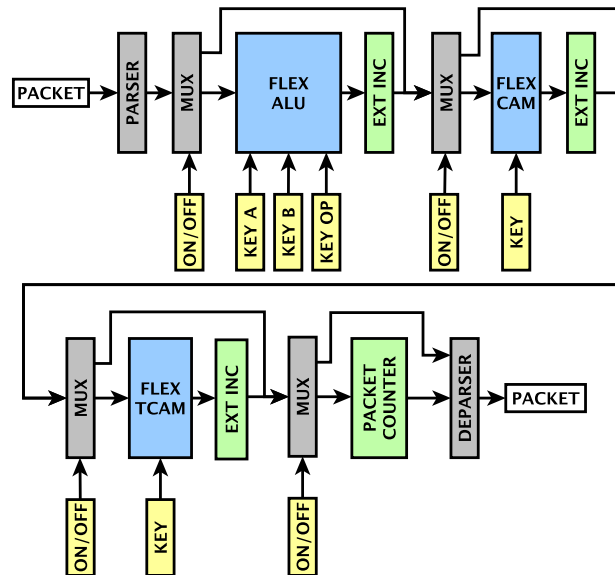 PACKET
PARSER
MUX
FLEX
ALU
EXT INC
MUX
FLEX
CAM
EXT INC
ON/OFF
KEY A
KEY B
KEY OP
ON/OFF
KEY
MUX
FLEX
TCAM
EXT INC
MUX
PACKET
COUNTER
DEPARSER
PACKET
ON/OFF
KEY
ON/OFF